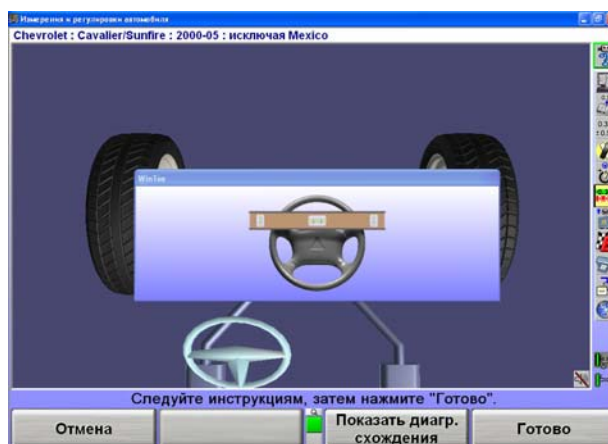 Измерения и регулировки автомобиля
Chevrolet : Cavalier/Sunfire : 2000-05 : исключая Mexico
WinToe
Следуйте инструкциям, затем нажмите "Готово".
Отмена
Показать диагр.
схождения
Готово